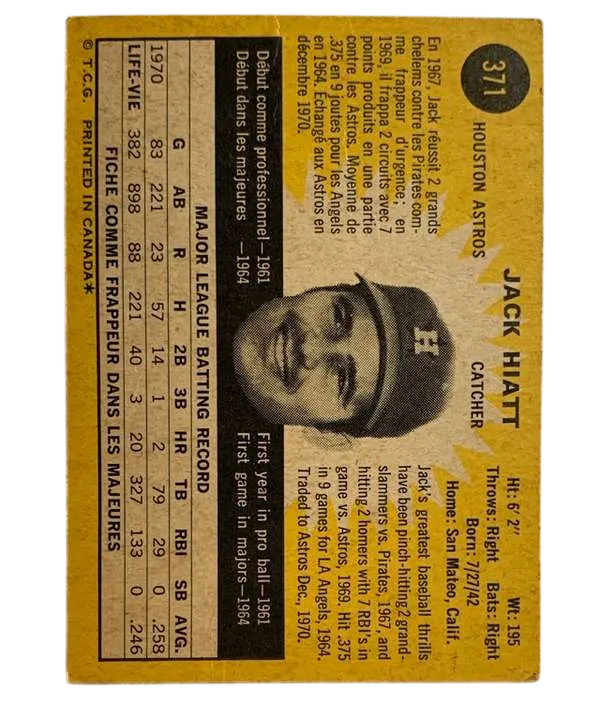 371
HOUSTON ASTROS
JACK HIATT
CATCHER
Ht: 6' 2" Wt: 195
Throws: Right Bats: Right
Born: 7/27/42
Home: San Mateo, Calif.
En 1967, Jack réussit 2 grands
chelems contre les Pirates com-
me frappeur d'urgence; en
1969, il frappa 2 circuits avec 7
points produits en une partie
contre les Astros. Moyenne de
.375 en 9 joutes pour les Angels
en 1964. Échangé aux Astros en
décembre 1970.
H
Jack's greatest baseball thrills
have been pinch-hitting 2 grand-
slammers vs. Pirates, 1967, and
hitting 2 homers with 7 RBI's in
game vs. Astros, 1969. Hit .375
in 9 games for LA Angels, 1964.
Traded to Astros Dec., 1970.
Début comme professionnel—1961
Début dans les majeures —1964
First year in pro ball—1961
First game in majors—1964
MAJOR LEAGUE BATTING RECORD
G AB R H 2B 3B HR TB RBI SB AVG.
1970 83 221 23 57 14 1 2 79 29 0 .258
LIFE-VIE 382 898 88 221 40 3 20 327 133 0 .246
FICHE COMME FRAPPEUR DANS LES MAJEURES
© T.C.G. PRINTED IN CANADA*